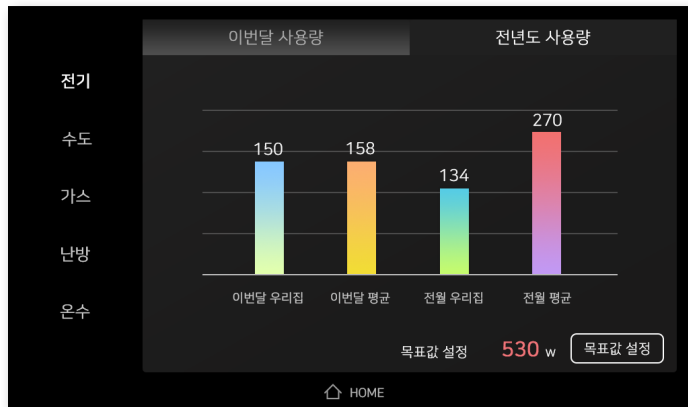 이번달 사용량
전년도 사용량
전기
수도
가스
난방
온수
150
158
134
270
이번달 우리집
이번달 평균
전월 우리집
전월 평균
목표값 설정 530 w 목표값 설정
HOME